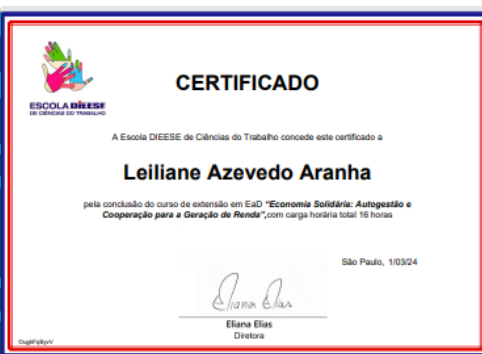 ESCOLA DIEESE
DE CIÊNCIAS DO TRABALHO
CERTIFICADO
A Escola DIEESE de Ciências do Trabalho concede este certificado a
Leiliane Azevedo Aranha
pela conclusão do curso de extensão em EaD "Economia Solidária: Autogestão e
Cooperação para a Geração de Renda",com carga horária total 16 horas
São Paulo, 1/03/24
Eliana Elias
Eliana Elias
Diretora